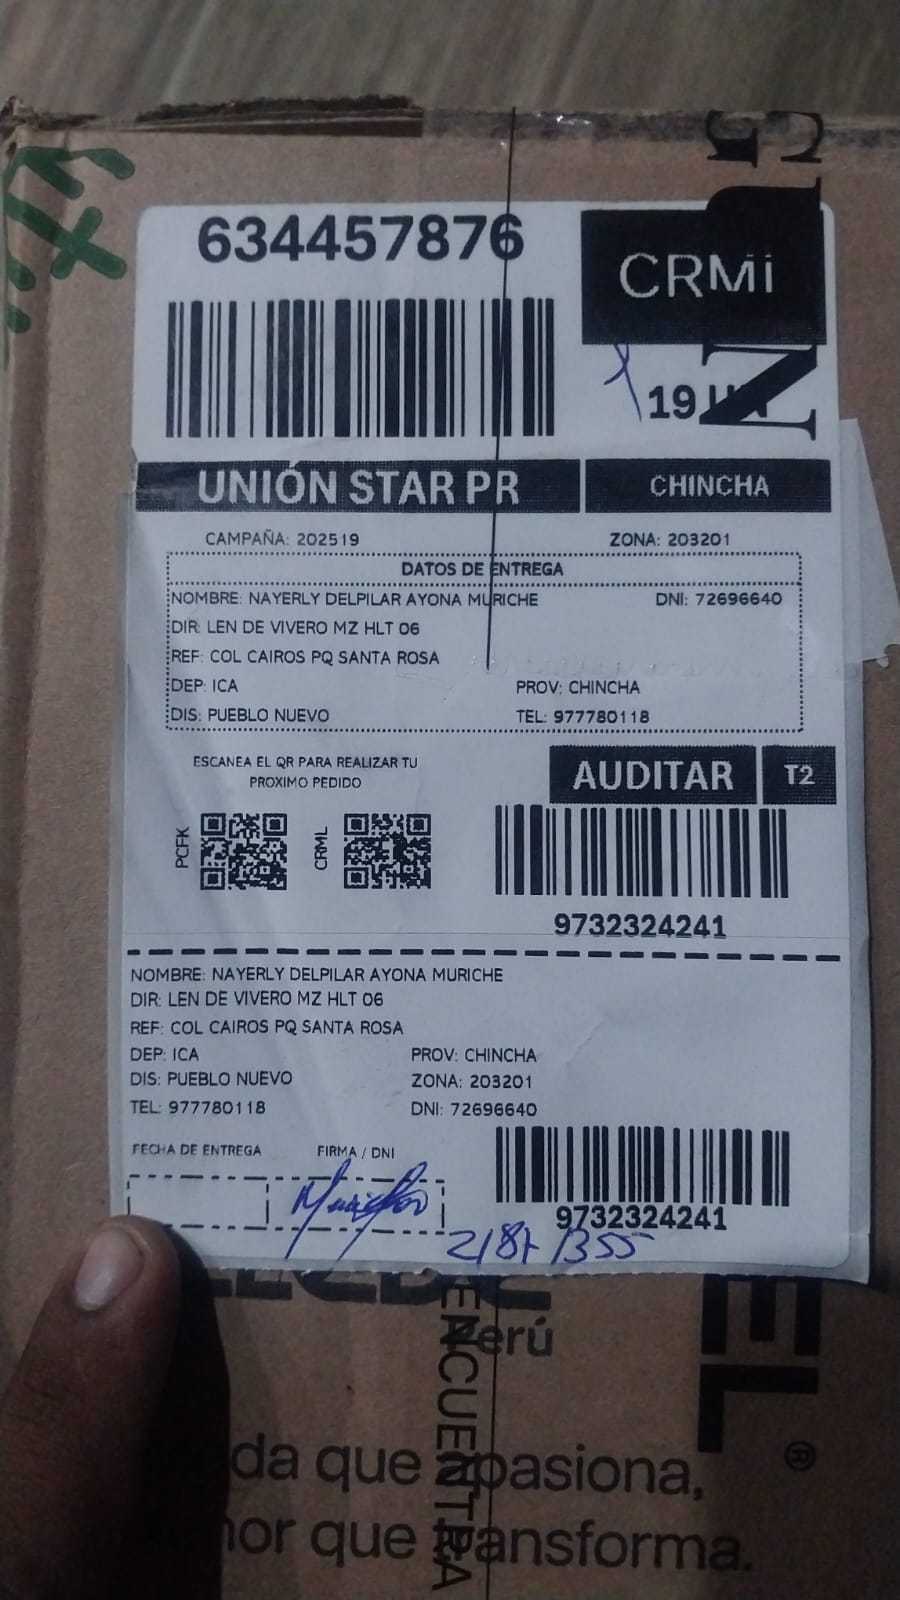 634457876
CRMi
19
UNIÓN STAR PR
CHINCHA
CAMPAÑA: 202519
ZONA: 203201
DATOS DE ENTREGA
NOMBRE: NAYERLY DELPILAR AYONA MURICHE
DNI: 72696640
DIR: LEN DE VIVERO MZ HLT 06
REF: COL CAIROS PQ SANTA ROSA
DEP: ICA
PROV: CHINCHA
DIS: PUEBLO NUEVO
TEL: 977780118
ESCANEA EL QR PARA REALIZAR TU
PROXIMO PEDIDO
AUDITAR
T2
PCFK
CRML
9732324241
NOMBRE: NAYERLY DELPILAR AYONA MURICHE
DIR: LEN DE VIVERO MZ HLT 06
REF: COL CAIROS PQ SANTA ROSA
DEP: ICA
PROV: CHINCHA
DIS: PUEBLO NUEVO
ZONA: 203201
TEL: 977780118
DNI: 72696640
FECHA DE ENTREGA
FIRMA / DNI
9732324241
Perú
ENCUENTRA
EL
®
da que apasiona,
que transforma.